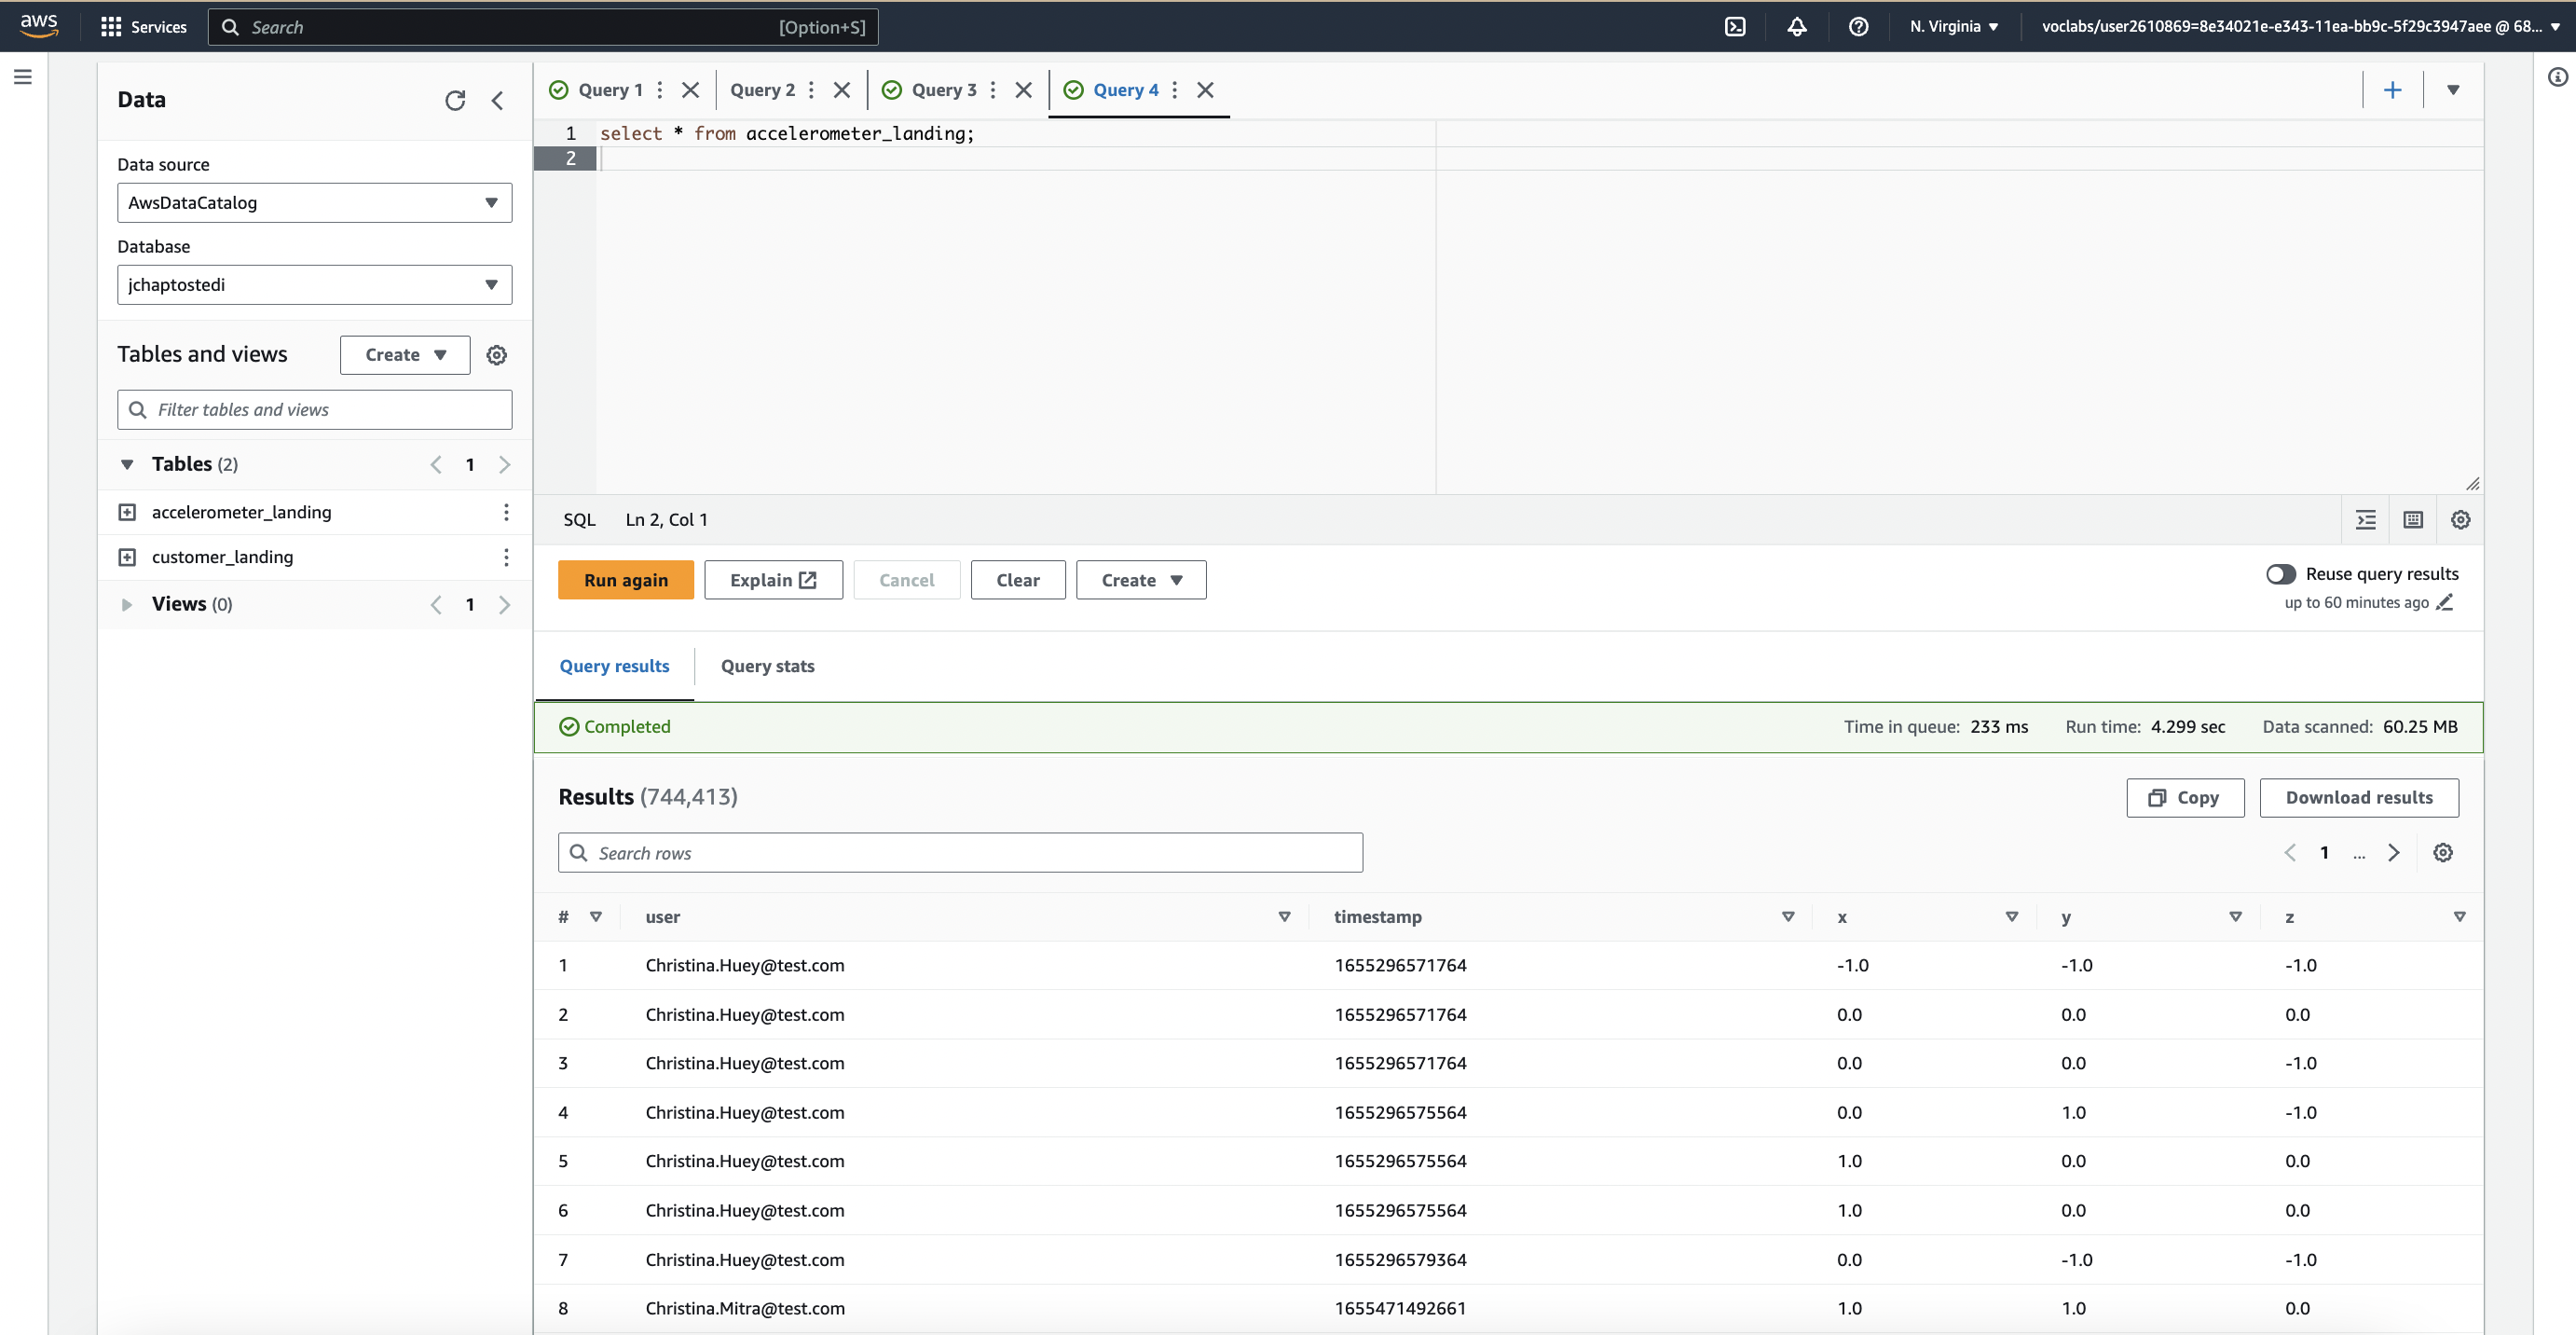 aws Services Search [Option+S] N. Virginia voclabs/user2610869=8e34021e-e343-11ea-bb9c-5f29c3947aee @ 68...
Data
Data source
AwsDataCatalog
Database
jchaptostedi
Tables and views Create
Filter tables and views
Tables (2) 1
accelerometer_landing
customer_landing
Views (0) 1
Query 1 Query 2 Query 3 Query 4
1 select * from accelerometer_landing;
2
SQL Ln 2, Col 1
Run again Explain Cancel Clear Create Reuse query results
up to 60 minutes ago
Query results Query stats
Completed Time in queue: 233 ms Run time: 4.299 sec Data scanned: 60.25 MB
Results (744,413) Copy Download results
Search rows 1 ...
# user timestamp x y z
1 Christina.Huey@test.com 1655296571764 -1.0 -1.0 -1.0
2 Christina.Huey@test.com 1655296571764 0.0 0.0 0.0
3 Christina.Huey@test.com 1655296571764 0.0 0.0 -1.0
4 Christina.Huey@test.com 1655296575564 0.0 1.0 -1.0
5 Christina.Huey@test.com 1655296575564 1.0 0.0 0.0
6 Christina.Huey@test.com 1655296575564 1.0 0.0 0.0
7 Christina.Huey@test.com 1655296579364 0.0 -1.0 -1.0
8 Christina.Mitra@test.com 1655471492661 1.0 1.0 0.0